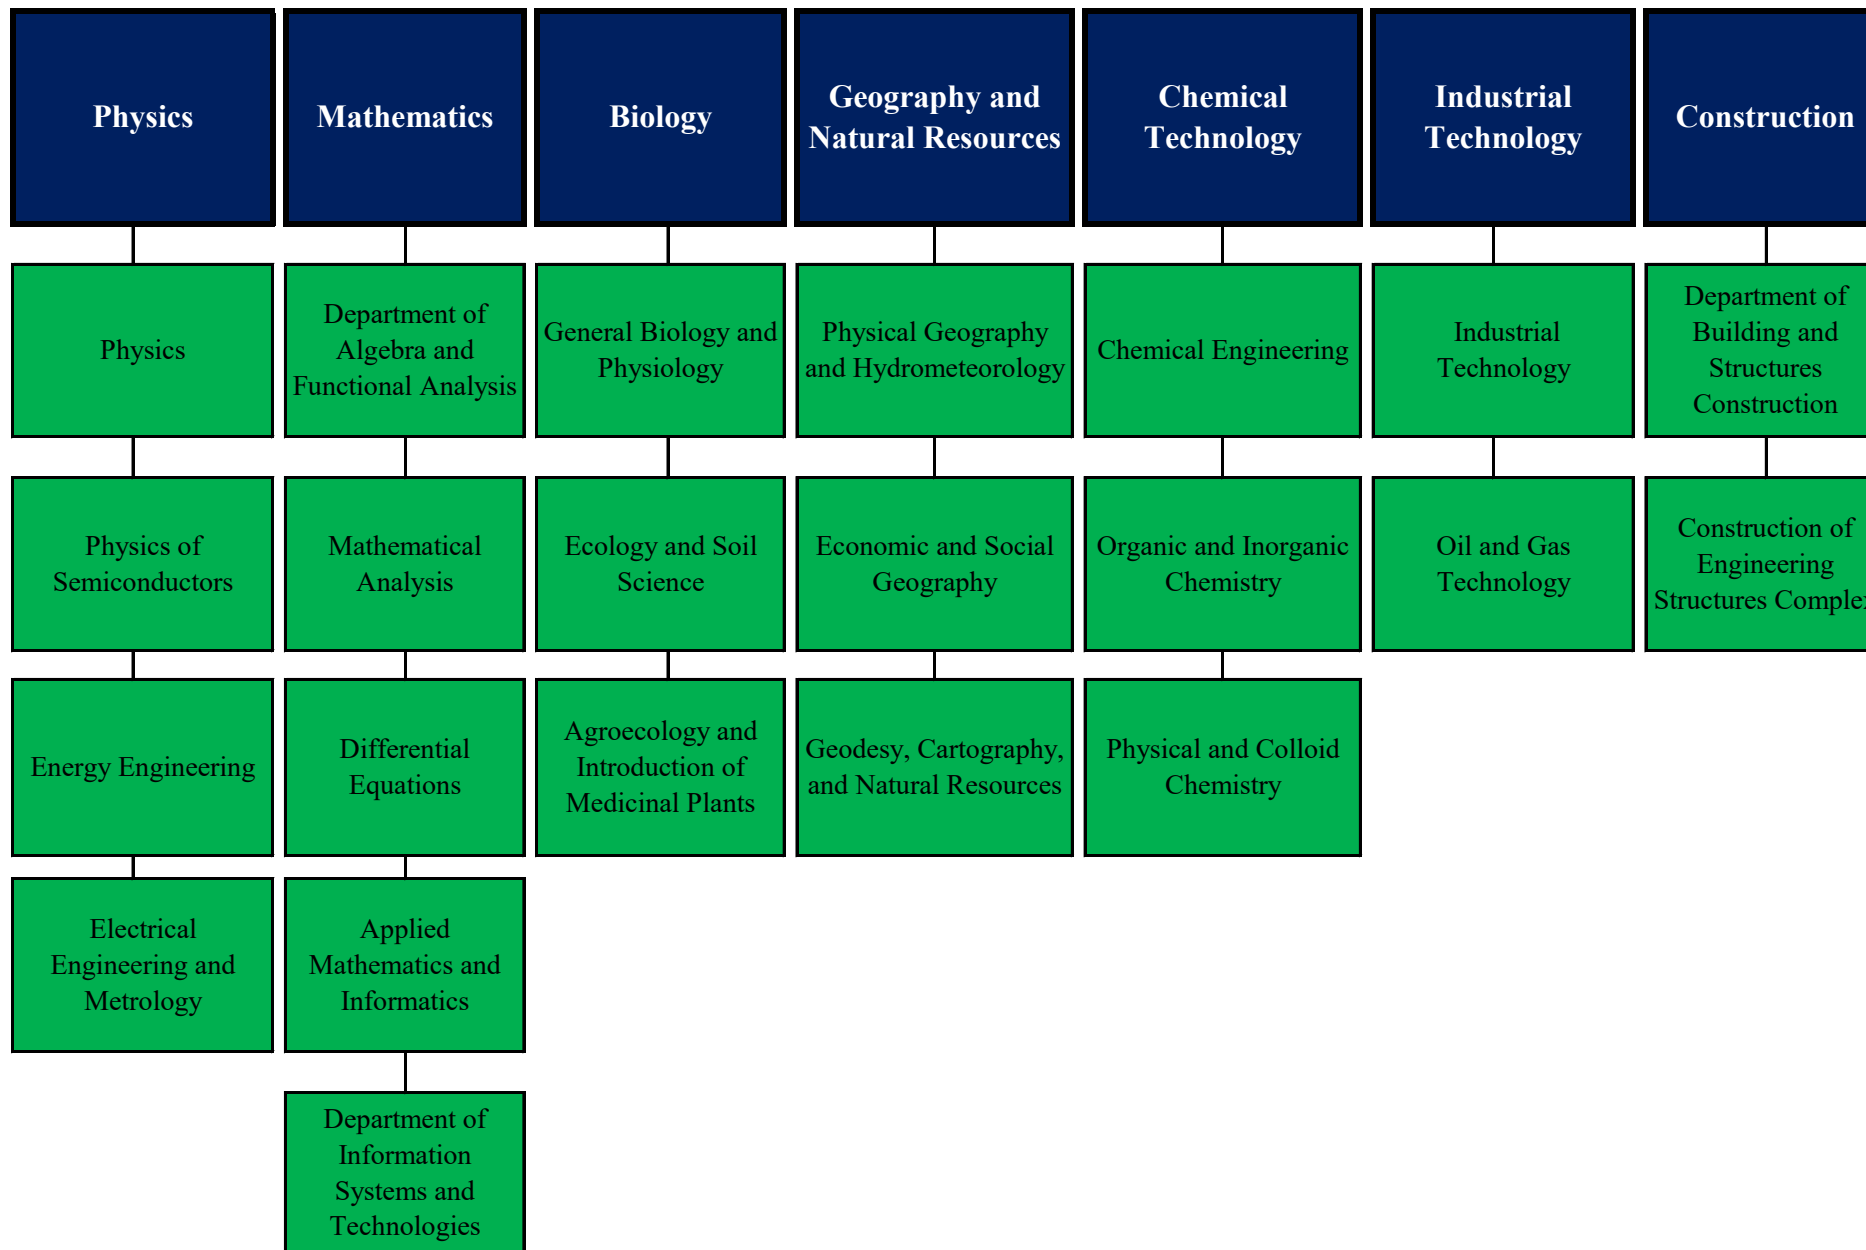 Physics
Mathematics
Biology
Geography and
Natural Resources
Chemical
Technology
Industrial
Technology
Construction
Physics
Department of
Algebra and
Functional Analysis
General Biology and
Physiology
Physical Geography
and Hydrometeorology
Chemical Engineering
Industrial
Technology
Department of
Building and
Structures
Construction
Physics of
Semiconductors
Mathematical
Analysis
Ecology and Soil
Science
Economic and Social
Geography
Organic and Inorganic
Chemistry
Oil and Gas
Technology
Construction of
Engineering
Structures Complex
Energy Engineering
Differential
Equations
Agroecology and
Introduction of
Medicinal Plants
Geodesy, Cartography,
and Natural Resources
Physical and Colloid
Chemistry
Electrical
Engineering and
Metrology
Applied
Mathematics and
Informatics
Department of
Information
Systems and
Technologies